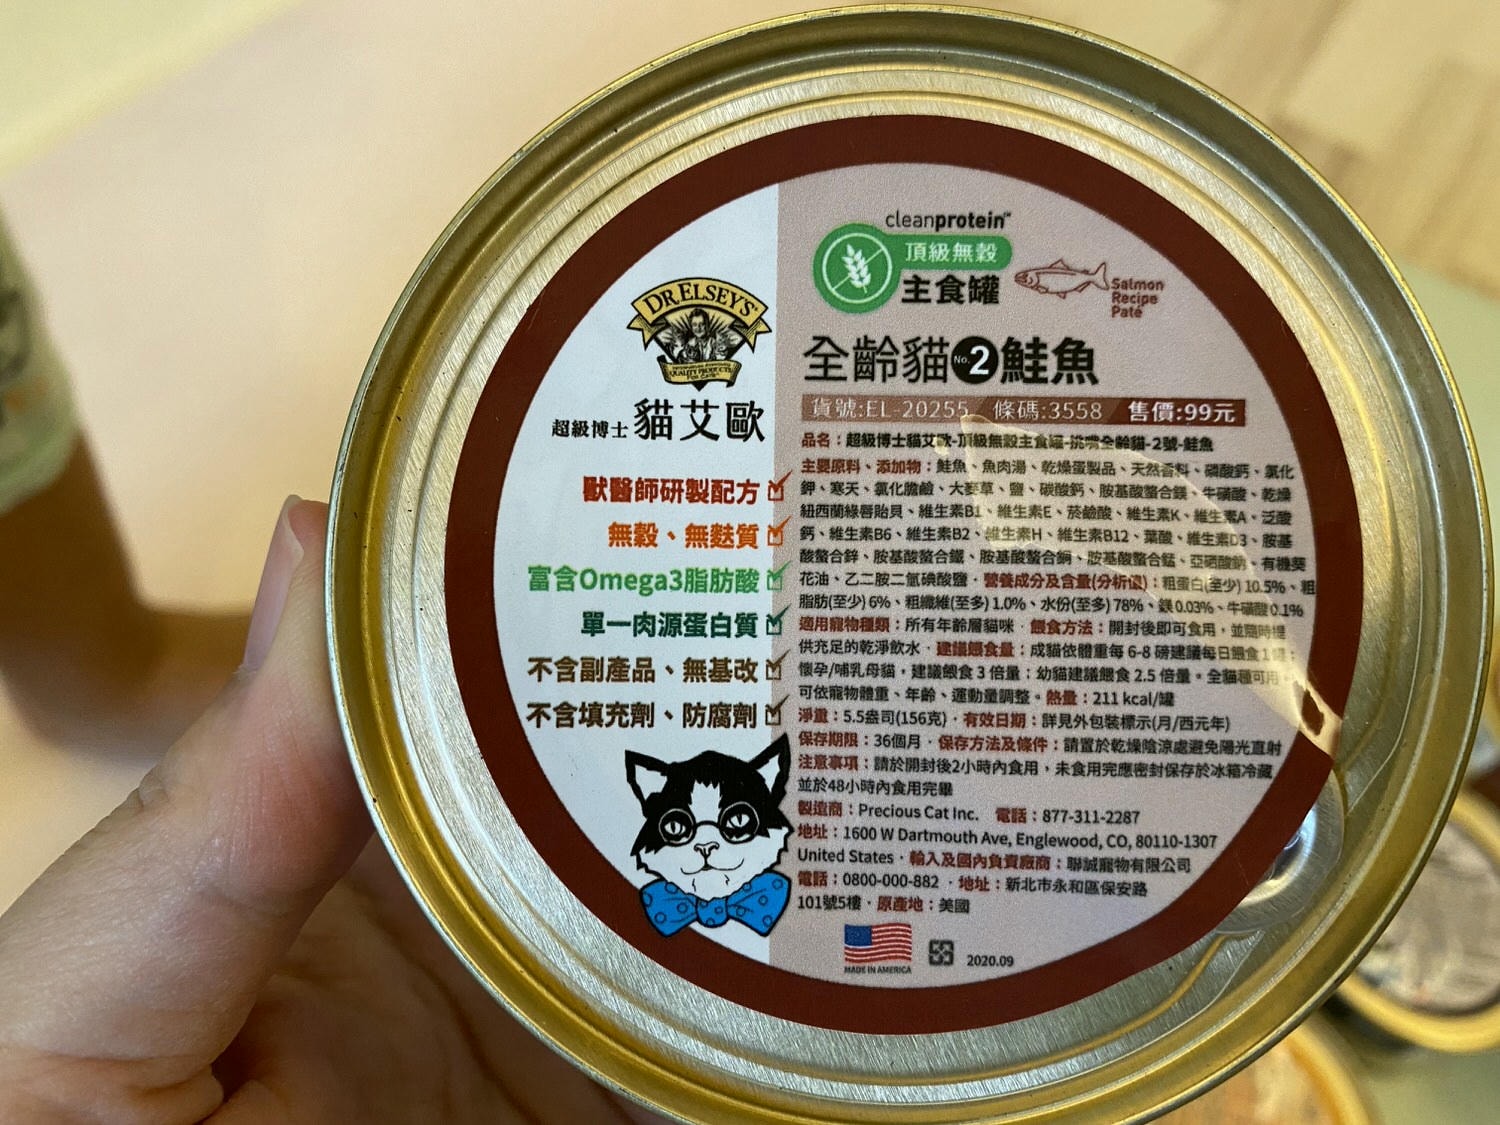 DR.ELSEY'S
QUALITY PRODUCTS
FOR CATS
超級博士 貓艾歐
獸醫師研製配方
無穀、無麩質
富含Omega3脂肪酸
單一肉源蛋白質
不含副產品、無基改
不含填充劑、防腐劑
cleanprotein™
頂級無穀
主食罐
Salmon
Recipe
Paté
全齡貓No.2鮭魚
貨號:EL-20255 條碼:3558 售價:99元
品名：超級博士貓艾歐-頂級無穀主食罐-挑嘴全齡貓-2號-鮭魚
主要原料、添加物：鮭魚、魚肉湯、乾燥蛋製品、天然香料、磷酸鈣、氯化
鉀、寒天、氯化膽鹼、大麥草、鹽、碳酸鈣、胺基酸螯合鎂、牛磺酸、乾燥
紐西蘭綠唇貽貝、維生素B1、維生素E、菸鹼酸、維生素K、維生素A、泛酸
鈣、維生素B6、維生素B2、維生素H、維生素B12、葉酸、維生素D3、胺基
酸螯合鋅、胺基酸螯合鐵、胺基酸螯合銅、胺基酸螯合錳、亞硒酸鈉、有機葵
花油、乙二胺二氫碘酸鹽．營養成分及含量(分析值)：粗蛋白(至少) 10.5%、粗
脂肪(至少) 6%、粗纖維(至多) 1.0%、水份(至多) 78%、鎂 0.03%、牛磺酸 0.1%
適用寵物種類：所有年齡層貓咪．餵食方法：開封後即可食用，並隨時提
供充足的乾淨飲水．建議餵食量：成貓依體重每 6-8 磅建議每日餵食 1 罐；
懷孕/哺乳母貓，建議餵食 3 倍量；幼貓建議餵食 2.5 倍量。全貓種可用，
可依寵物體重、年齡、運動量調整。熱量：211 kcal/罐
淨重：5.5盎司(156克)．有效日期：詳見外包裝標示(月/西元年)
保存期限：36個月．保存方法及條件：請置於乾燥陰涼處避免陽光直射
注意事項：請於開封後2小時內食用，未食用完應密封保存於冰箱冷藏
並於48小時內食用完畢
製造商：Precious Cat Inc. 電話：877-311-2287
地址：1600 W Dartmouth Ave, Englewood, CO, 80110-1307
United States．輸入及國內負責廠商：聯誠寵物有限公司
電話：0800-000-882．地址：新北市永和區保安路
101號5樓．原產地：美國
MADE IN AMERICA
2020.09